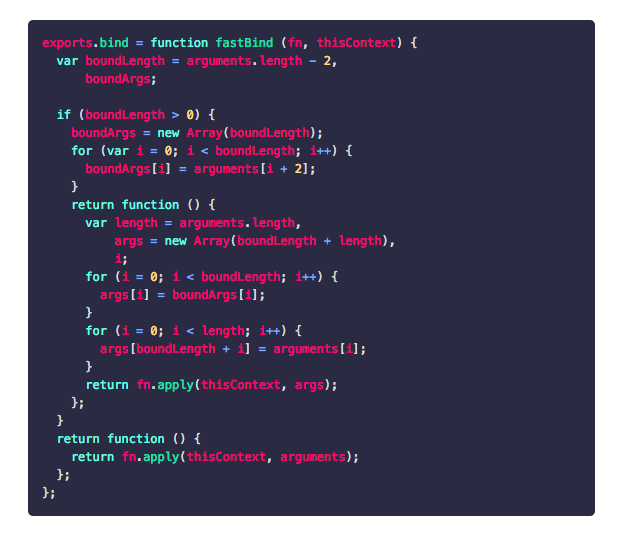 exports.bind = function fastBind (fn, thisContext) {
  var boundLength = arguments.length - 2,
      boundArgs;

  if (boundLength > 0) {
    boundArgs = new Array(boundLength);
    for (var i = 0; i < boundLength; i++) {
      boundArgs[i] = arguments[i + 2];
    }
    return function () {
      var length = arguments.length,
          args = new Array(boundLength + length),
          i;
      for (i = 0; i < boundLength; i++) {
        args[i] = boundArgs[i];
      }
      for (i = 0; i < length; i++) {
        args[boundLength + i] = arguments[i];
      }
      return fn.apply(thisContext, args);
    };
  }
  return function () {
    return fn.apply(thisContext, arguments);
  };
};